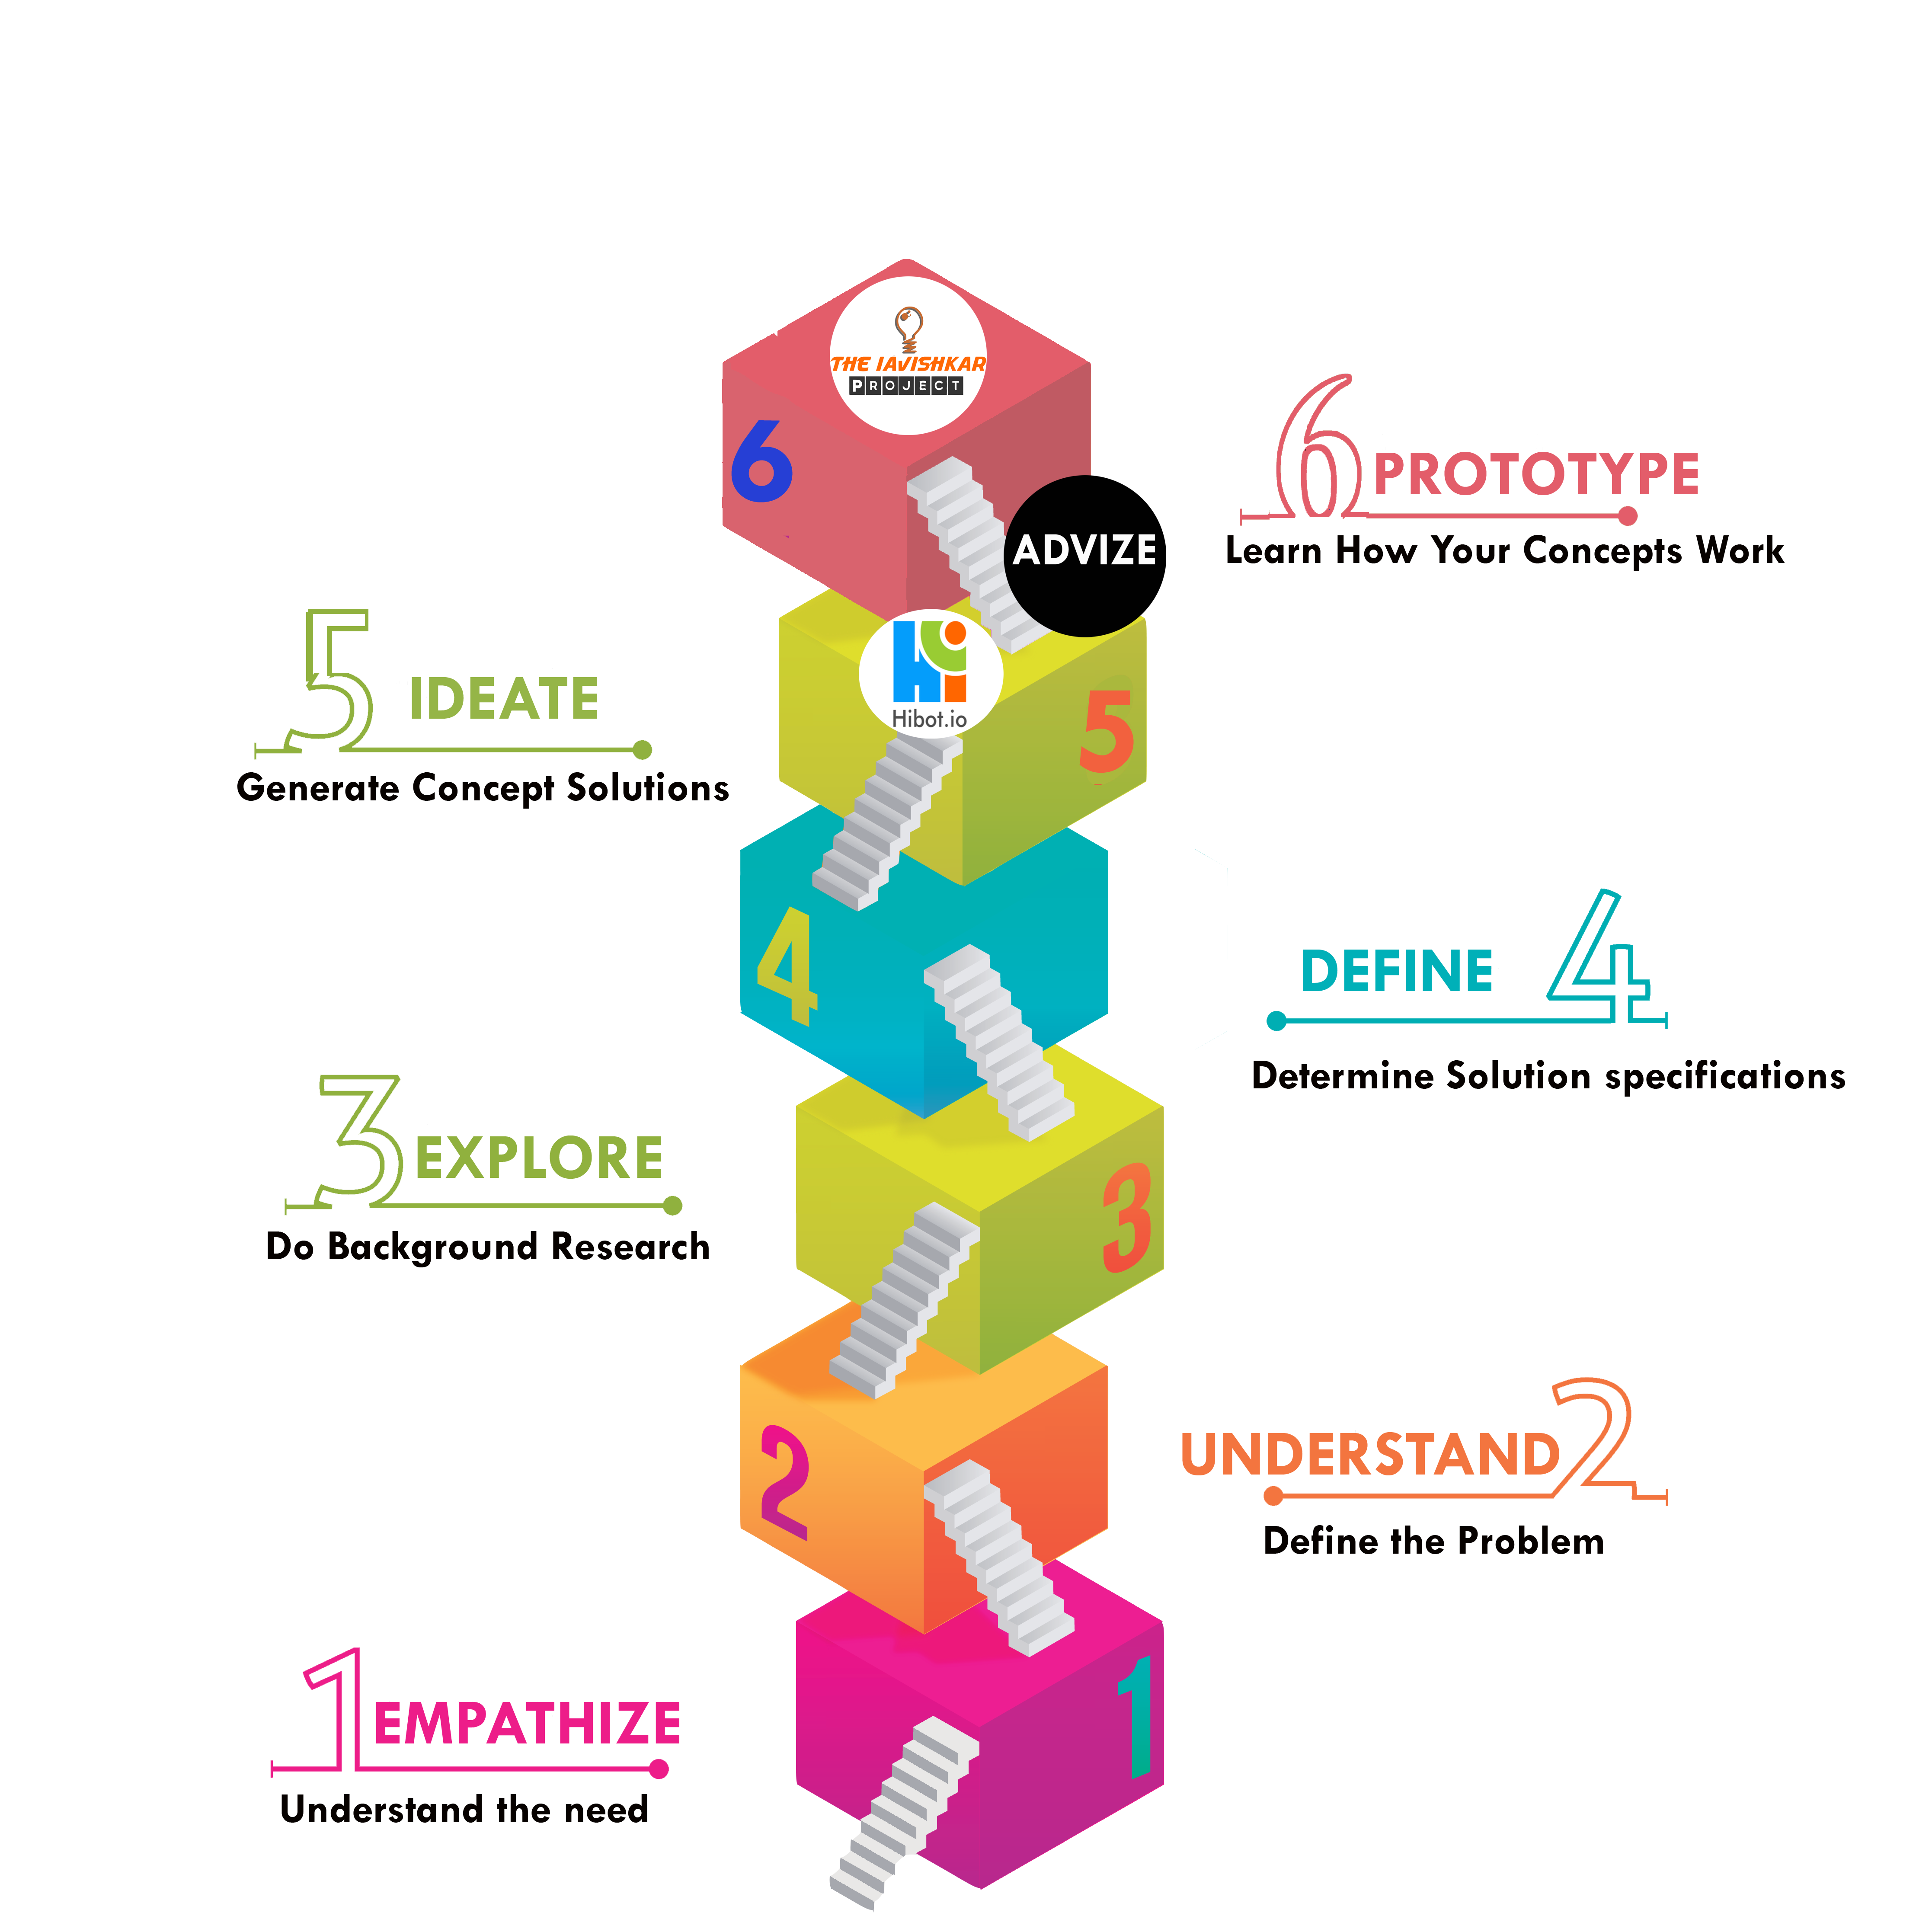 THE IAVISHKAR
PROJECT
6
6 PROTOTYPE
Learn How Your Concepts Work
ADVIZE
5 IDEATE
Generate Concept Solutions
Hibot.io
5
4
DEFINE 4
Determine Solution specifications
3 EXPLORE
Do Background Research
3
2
UNDERSTAND 2
Define the Problem
1 EMPATHIZE
Understand the need
1